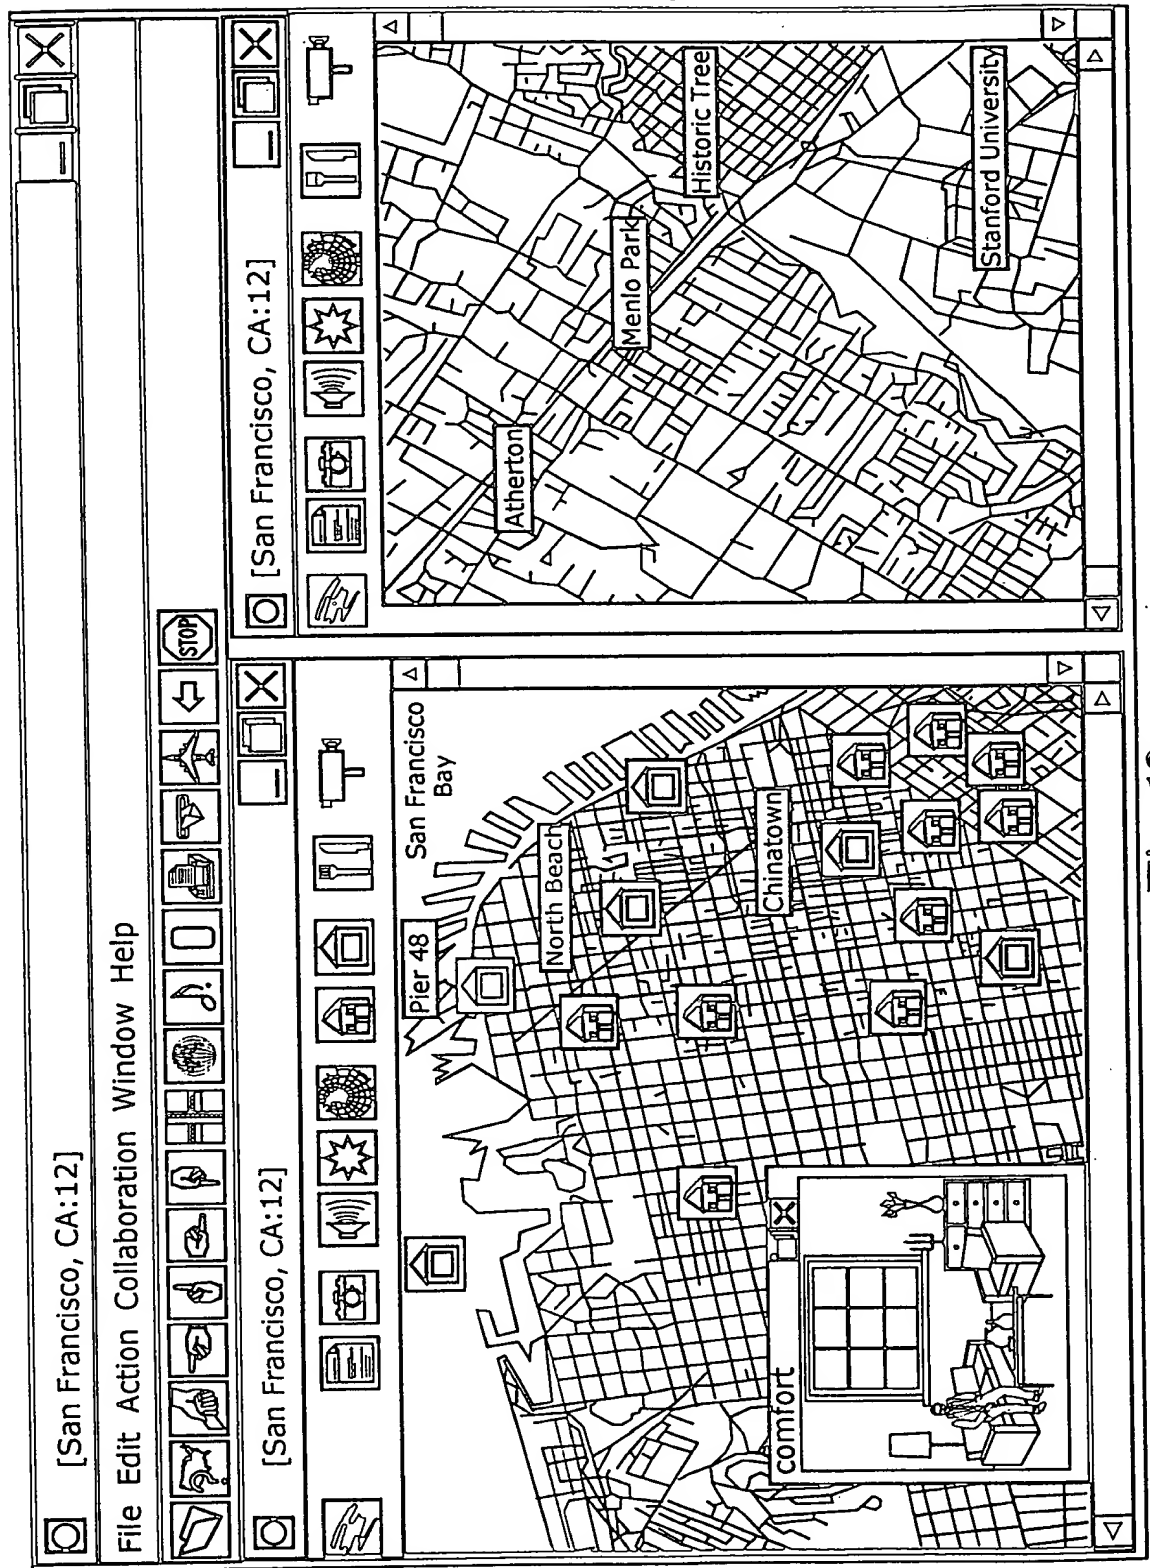 [San Francisco, CA:12]
File Edit Action Collaboration Window Help
STOP
[San Francisco, CA:12]
Pier 48
San Francisco
Bay
North Beach
Chinatown
comfort
[San Francisco, CA:12]
Atherton
Menlo Park
Historic Tree
Stanford University